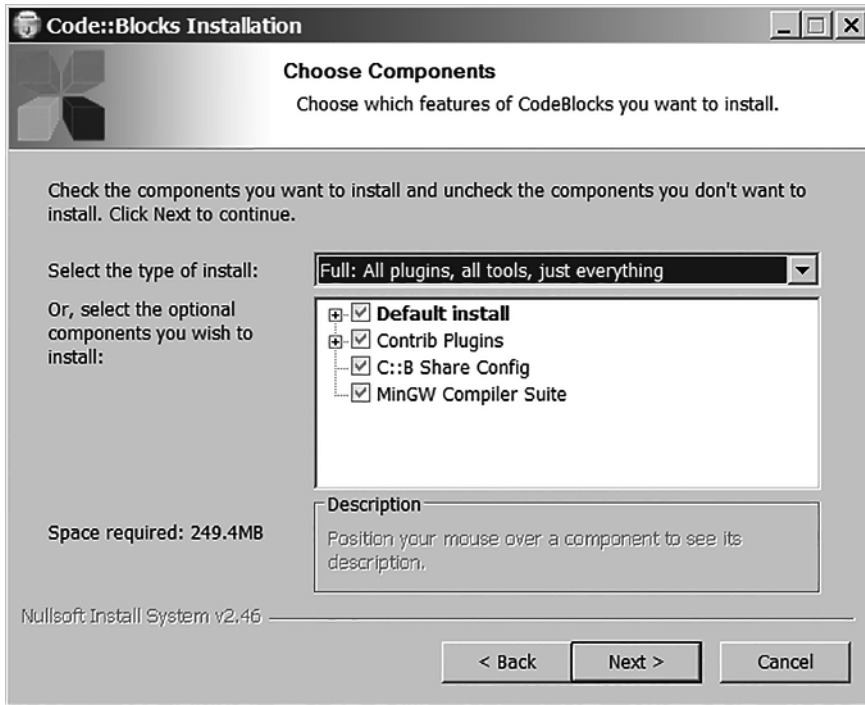 Code::Blocks Installation
Choose Components
Choose which features of CodeBlocks you want to install.
Check the components you want to install and uncheck the components you don't want to
install. Click Next to continue.
Select the type of install:
Full: All plugins, all tools, just everything
Or, select the optional
components you wish to
install:
Default install
Contrib Plugins
C::B Share Config
MinGW Compiler Suite
Space required: 249.4MB
Description
Position your mouse over a component to see its
description.
Nullsoft Install System v2.46
< Back
Next >
Cancel